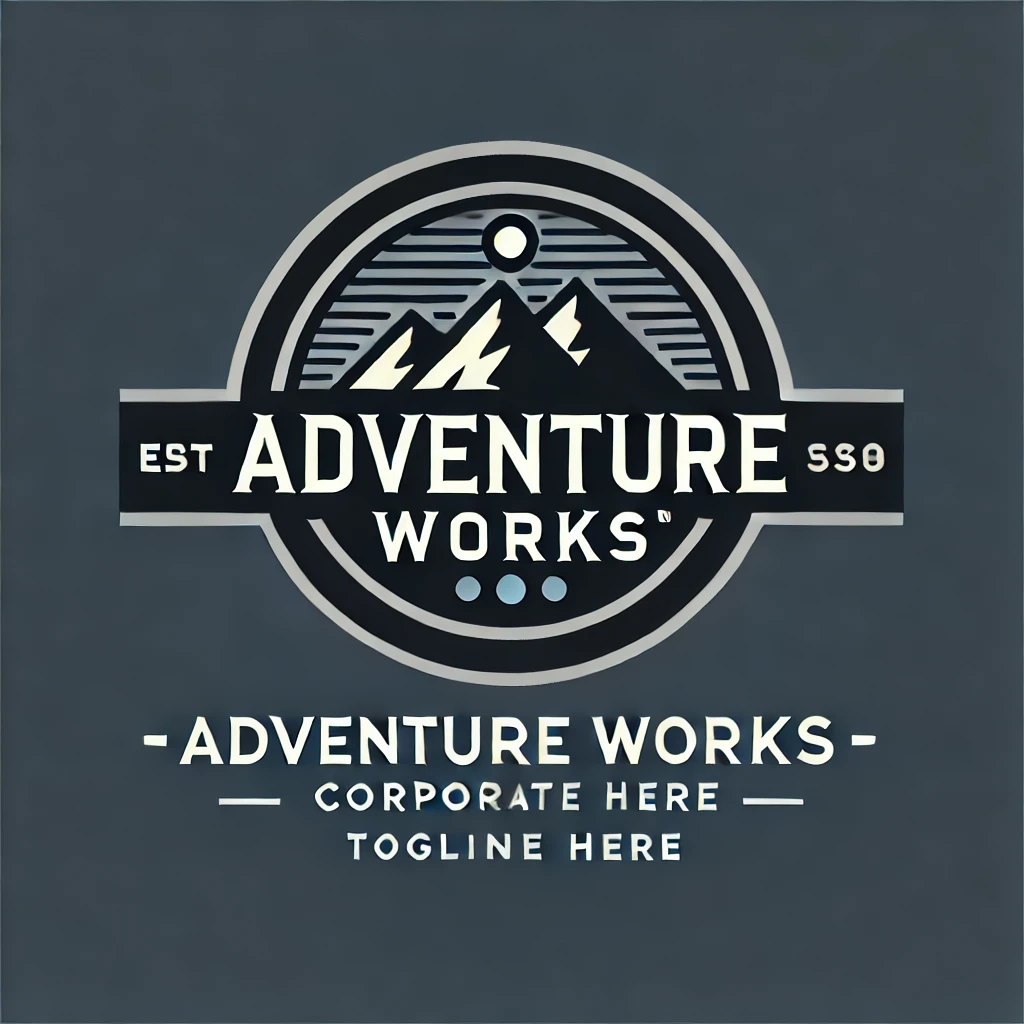 EST ADVENTURE SS0
WORKS
- ADVENTURE WORKS -
CORPORATE HERE
TOGLINE HERE